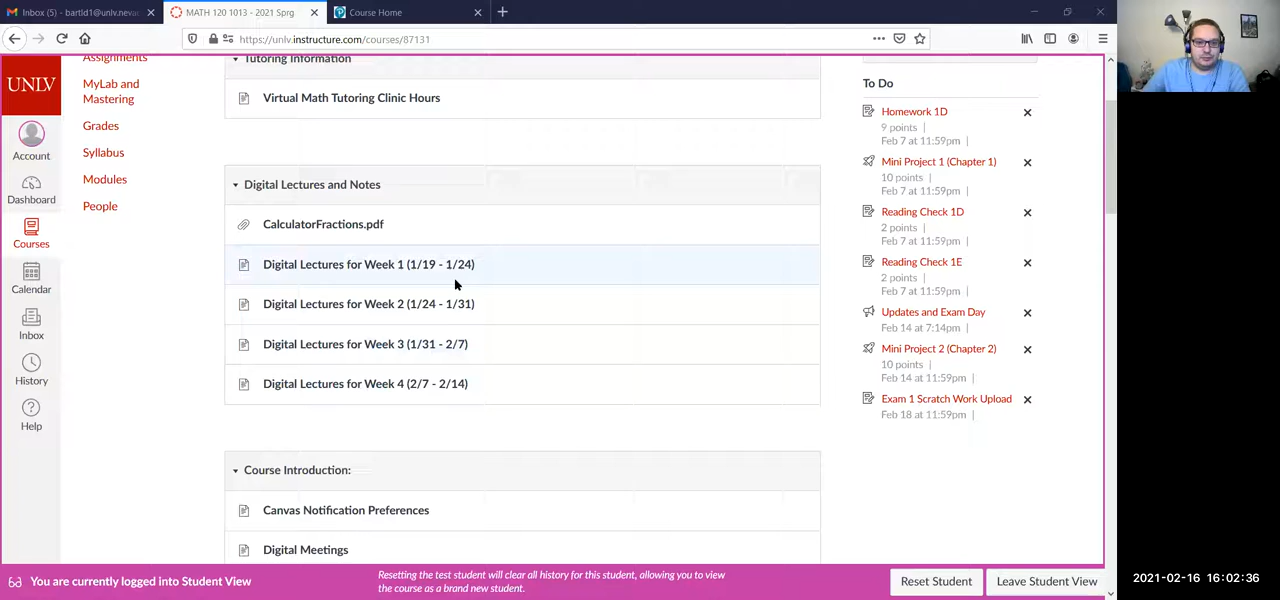 Inbox (5) - bartld1@unlv.neva
MATH 120 1013 - 2021 Sprg
Course Home
https://unlv.instructure.com/courses/87131
UNLV
Account
Dashboard
Courses
Calendar
Inbox
History
Help
Assignments
MyLab and
Mastering
Grades
Syllabus
Modules
People
Tutoring Information
Virtual Math Tutoring Clinic Hours
Digital Lectures and Notes
CalculatorFractions.pdf
Digital Lectures for Week 1 (1/19 - 1/24)
Digital Lectures for Week 2 (1/24 - 1/31)
Digital Lectures for Week 3 (1/31 - 2/7)
Digital Lectures for Week 4 (2/7 - 2/14)
Course Introduction:
Canvas Notification Preferences
Digital Meetings
To Do
Homework 1D
9 points |
Feb 7 at 11:59pm |
Mini Project 1 (Chapter 1)
10 points |
Feb 7 at 11:59pm |
Reading Check 1D
2 points |
Feb 7 at 11:59pm |
Reading Check 1E
2 points |
Feb 7 at 11:59pm |
Updates and Exam Day
Feb 14 at 7:14pm |
Mini Project 2 (Chapter 2)
10 points |
Feb 14 at 11:59pm |
Exam 1 Scratch Work Upload
Feb 18 at 11:59pm |
You are currently logged into Student View
Resetting the test student will clear all history for this student, allowing you to view
the course as a brand new student.
Reset Student
Leave Student View
2021-02-16 16:02:36